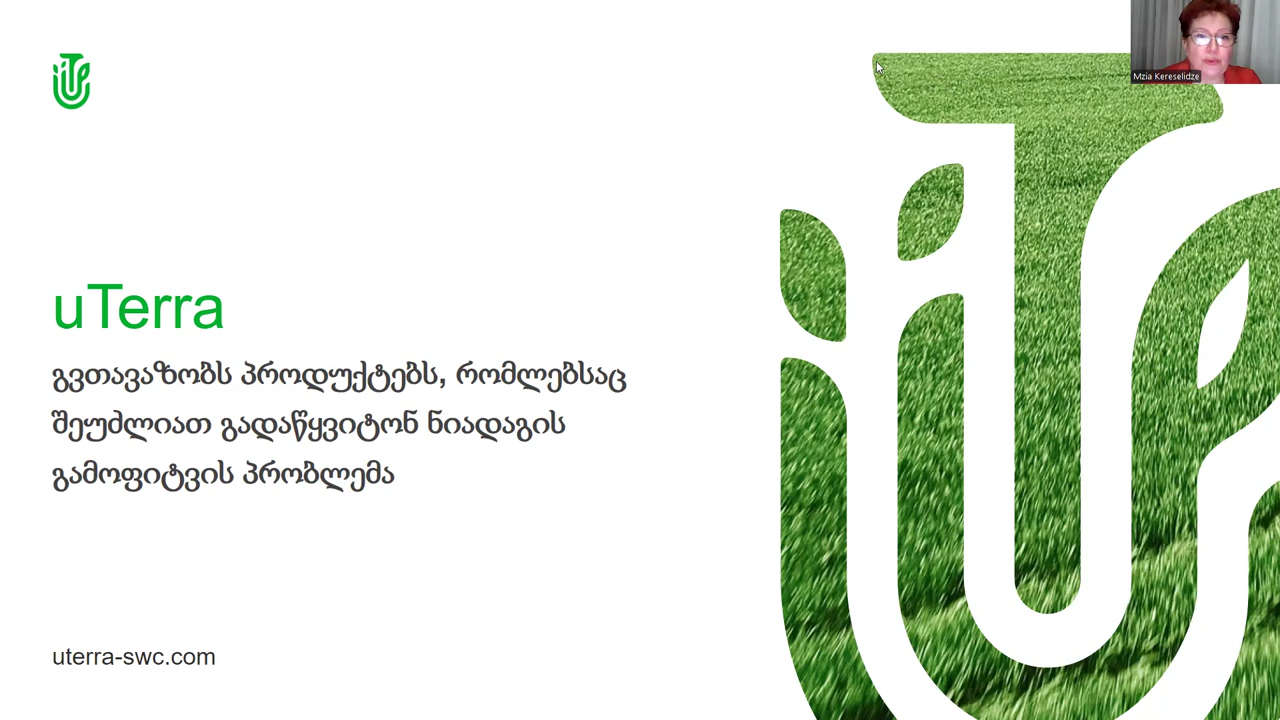 Mzia Kereselidze
uTerra
გვთავაზობს პროდუქტებს, რომლებსაც
შეუძლიათ გადაწყვიტონ ნიადაგის
გამოფიტვის პრობლემა
uterra-swc.com